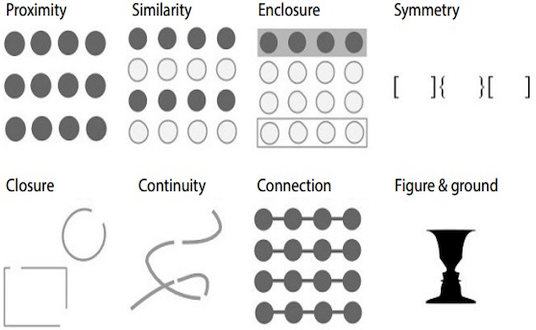 Proximity
Similarity
Enclosure
Symmetry
[ ]{ }[ ]
Closure
Continuity
Connection
Figure & ground